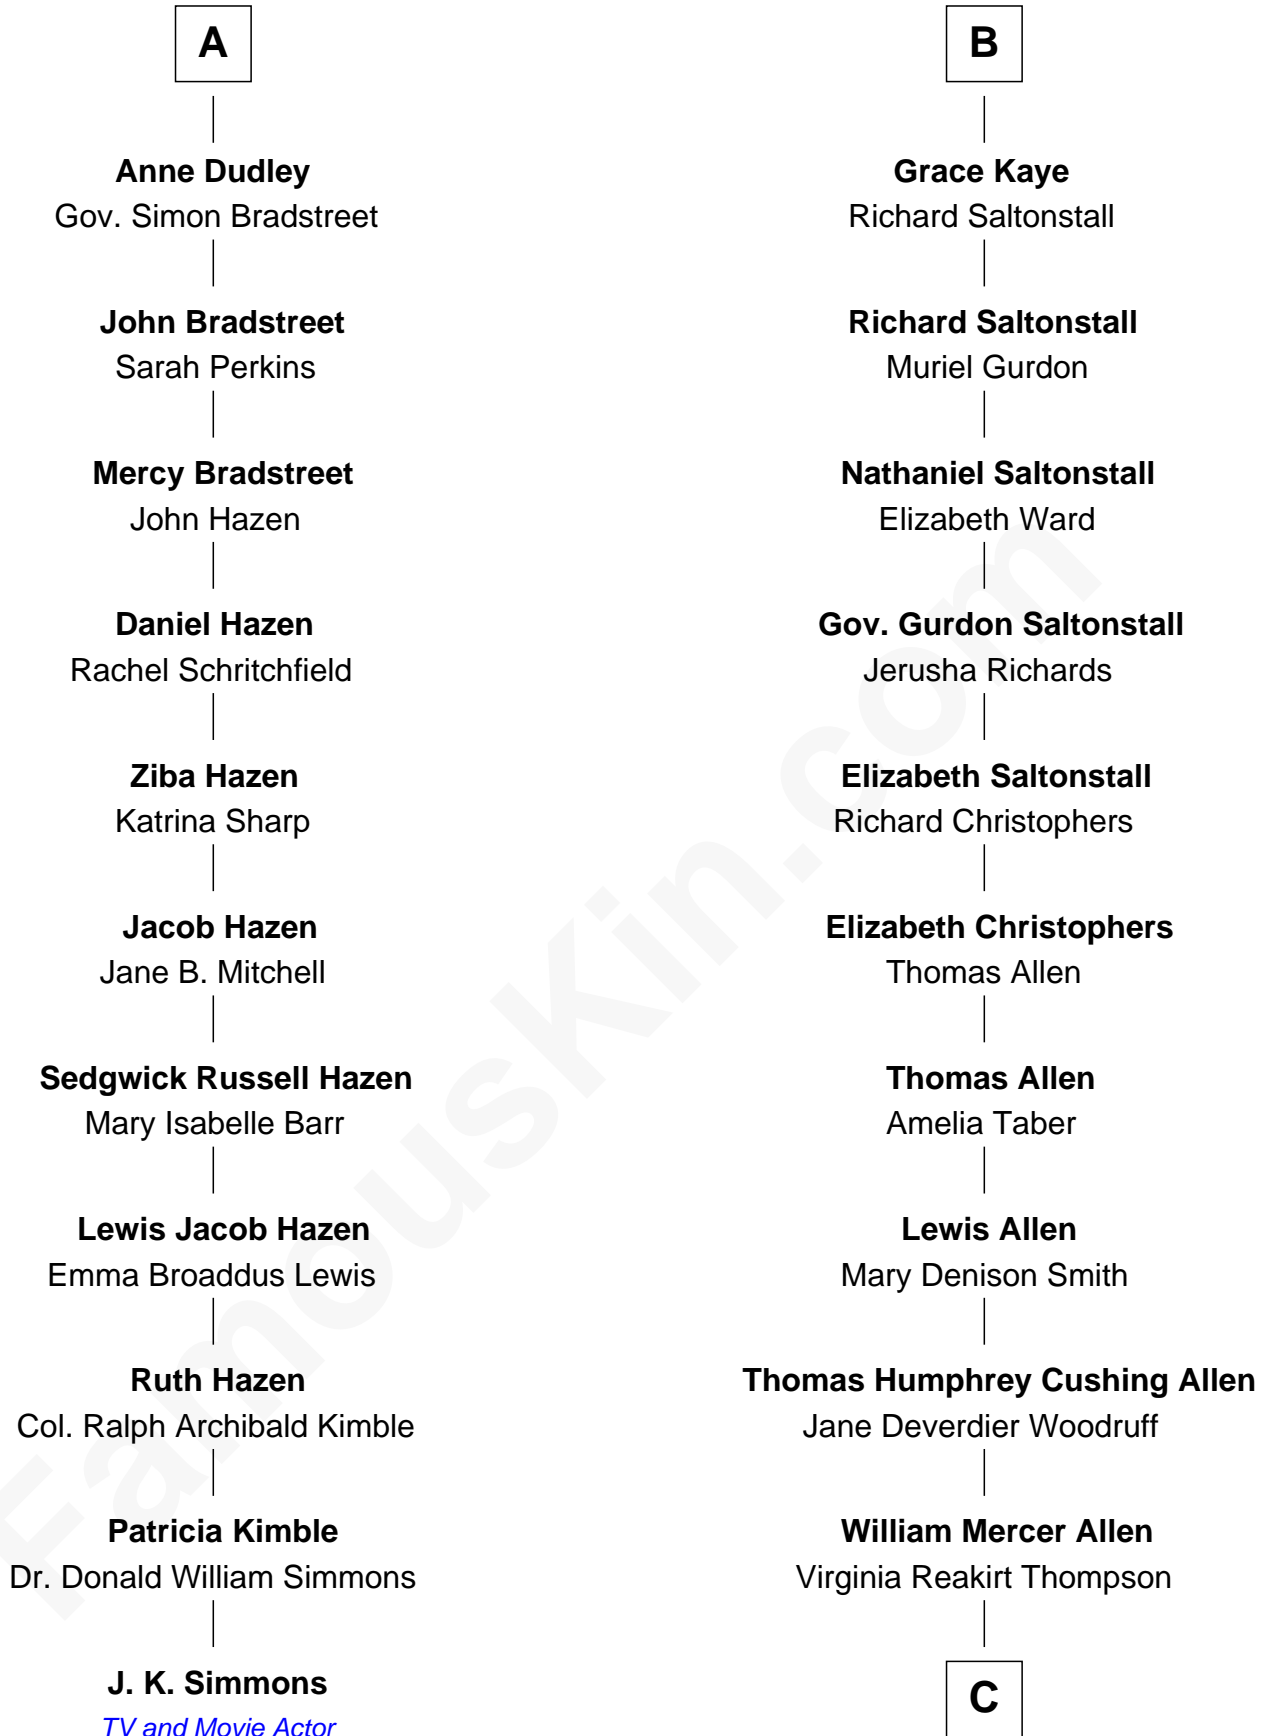 A
Anne Dudley
Gov. Simon Bradstreet
John Bradstreet
Sarah Perkins
Mercy Bradstreet
John Hazen
Daniel Hazen
Rachel Schritchfield
Ziba Hazen
Katrina Sharp
Jacob Hazen
Jane B. Mitchell
Sedgwick Russell Hazen
Mary Isabelle Barr
Lewis Jacob Hazen
Emma Broaddus Lewis
Ruth Hazen
Col. Ralph Archibald Kimble
Patricia Kimble
Dr. Donald William Simmons
J. K. Simmons
TV and Movie Actor
B
Grace Kaye
Richard Saltonstall
Richard Saltonstall
Muriel Gurdon
Nathaniel Saltonstall
Elizabeth Ward
Gov. Gurdon Saltonstall
Jerusha Richards
Elizabeth Saltonstall
Richard Christophers
Elizabeth Christophers
Thomas Allen
Thomas Allen
Amelia Taber
Lewis Allen
Mary Denison Smith
Thomas Humphrey Cushing Allen
Jane Deverdier Woodruff
William Mercer Allen
Virginia Reakirt Thompson
C
FamousKin.com